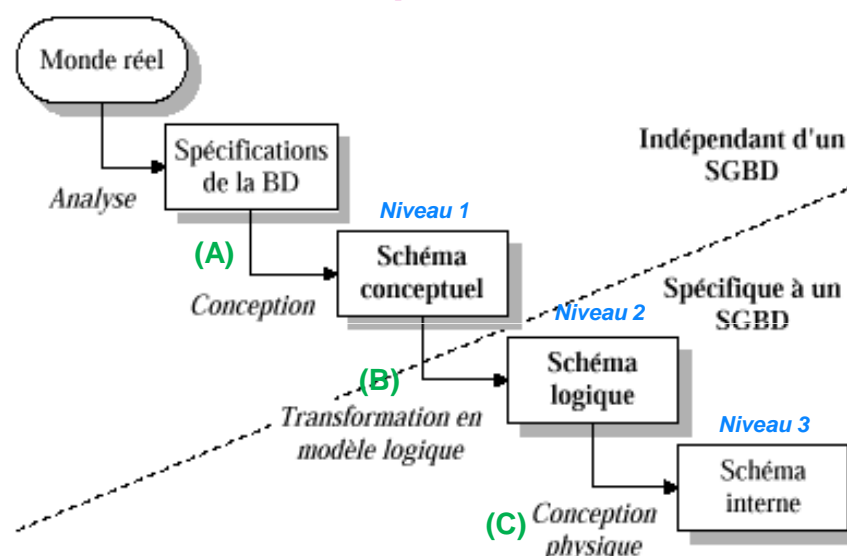 Monde réel
Spécifications
de la BD
Analyse
Indépendant d'un
SGBD
Niveau 1
(A)
Schéma
conceptuel
Conception
Spécifique à un
SGBD
Niveau 2
(B)
Schéma
logique
Transformation en
modèle logique
Niveau 3
Schéma
interne
(C)
Conception
physique